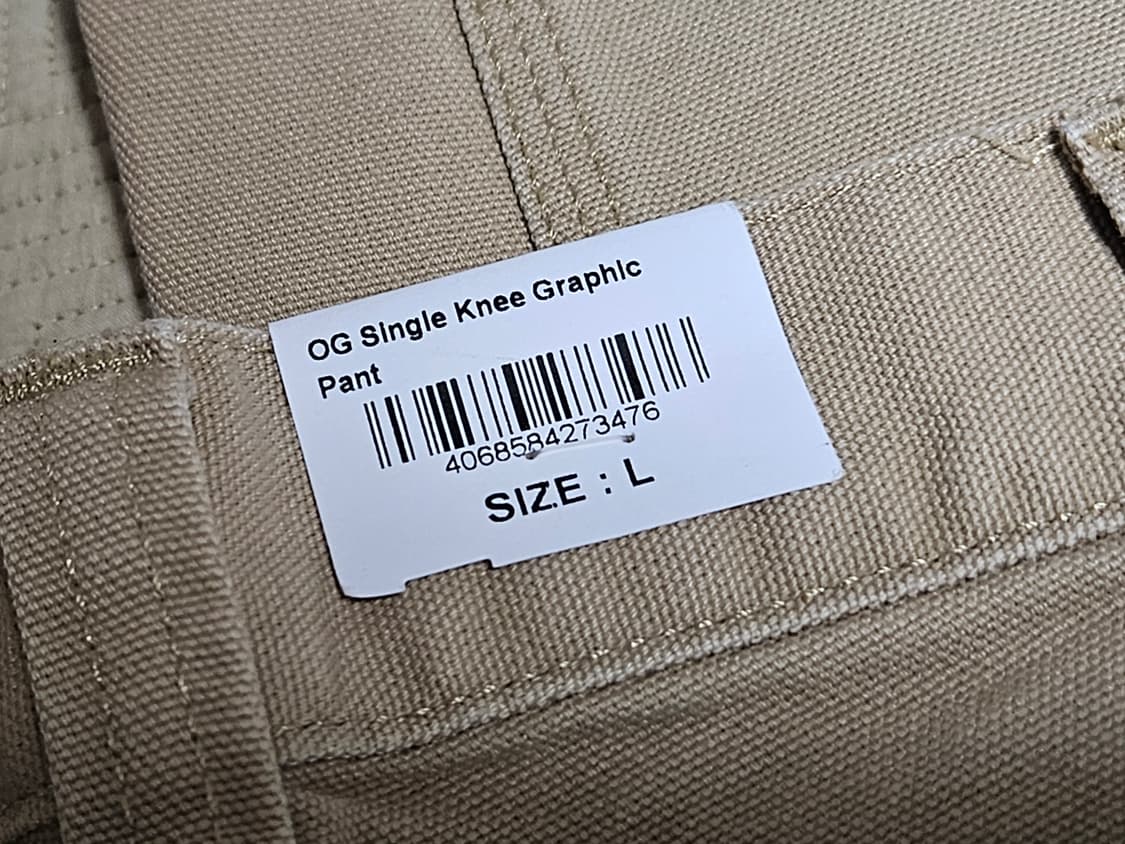 OG Single Knee Graphic
Pant
4068584273476
SIZE : L